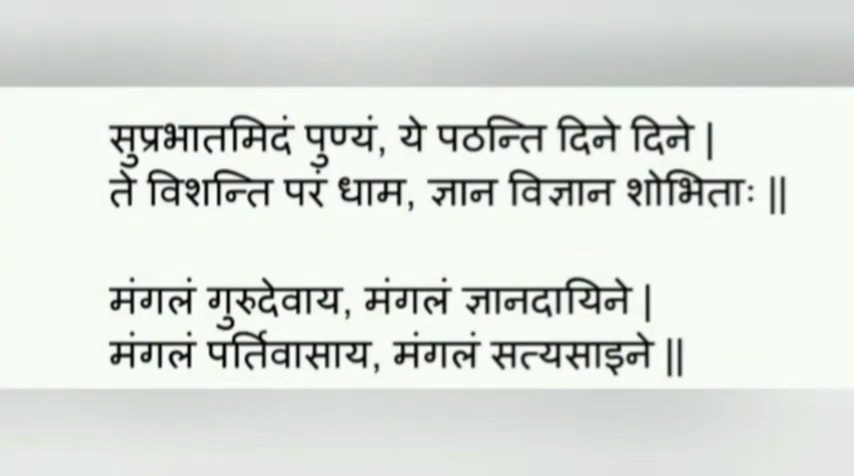 सुप्रभातमिदं पुण्यं, ये पठन्ति दिने दिने |
ते विशन्ति परं धाम, ज्ञान विज्ञान शोभिताः ||
मंगलं गुरुदेवाय, मंगलं ज्ञानदायिने |
मंगलं पर्तिवासाय, मंगलं सत्यसाइने ||